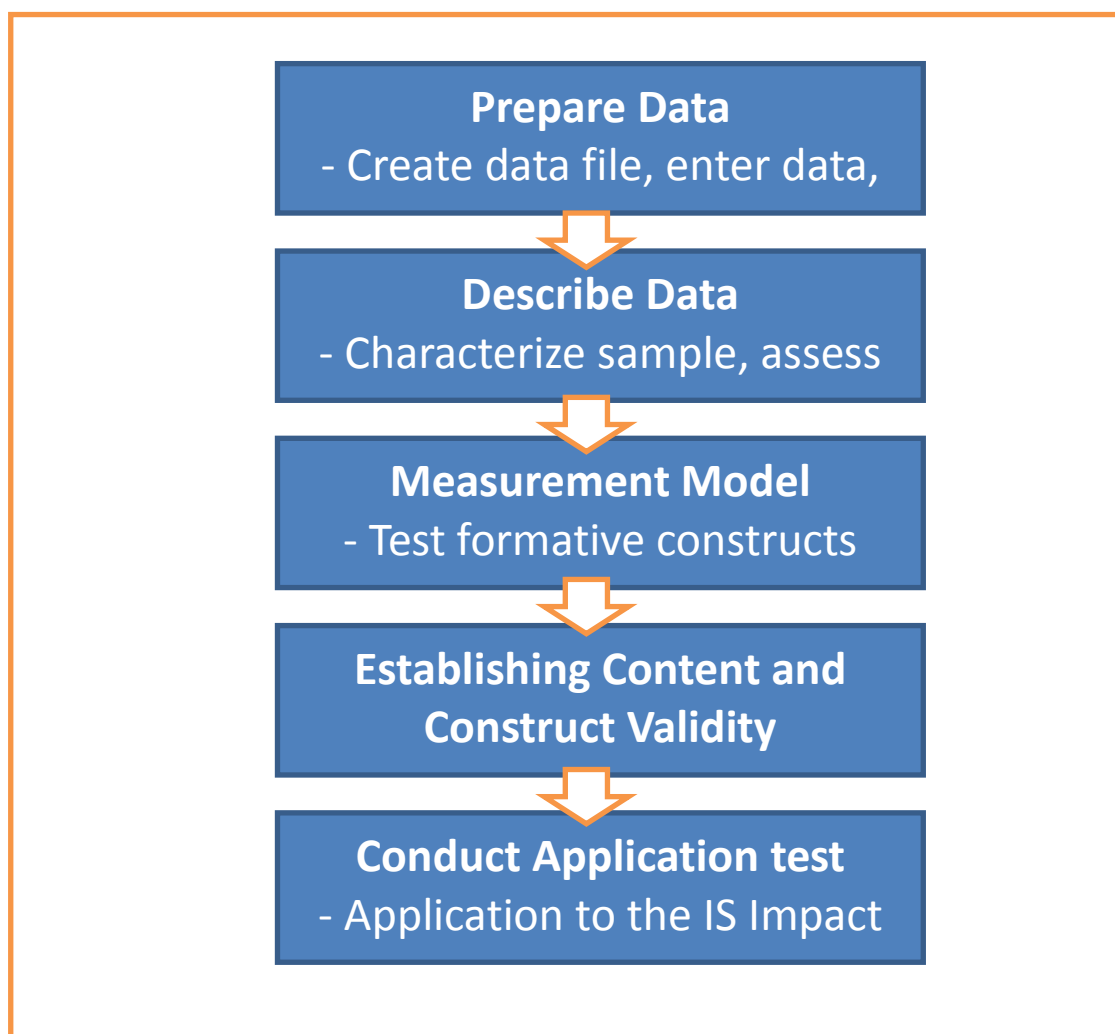 Prepare Data
- Create data file, enter data,
Describe Data
- Characterize sample, assess
Measurement Model
- Test formative constructs
Establishing Content and
Construct Validity
Conduct Application test
- Application to the IS Impact